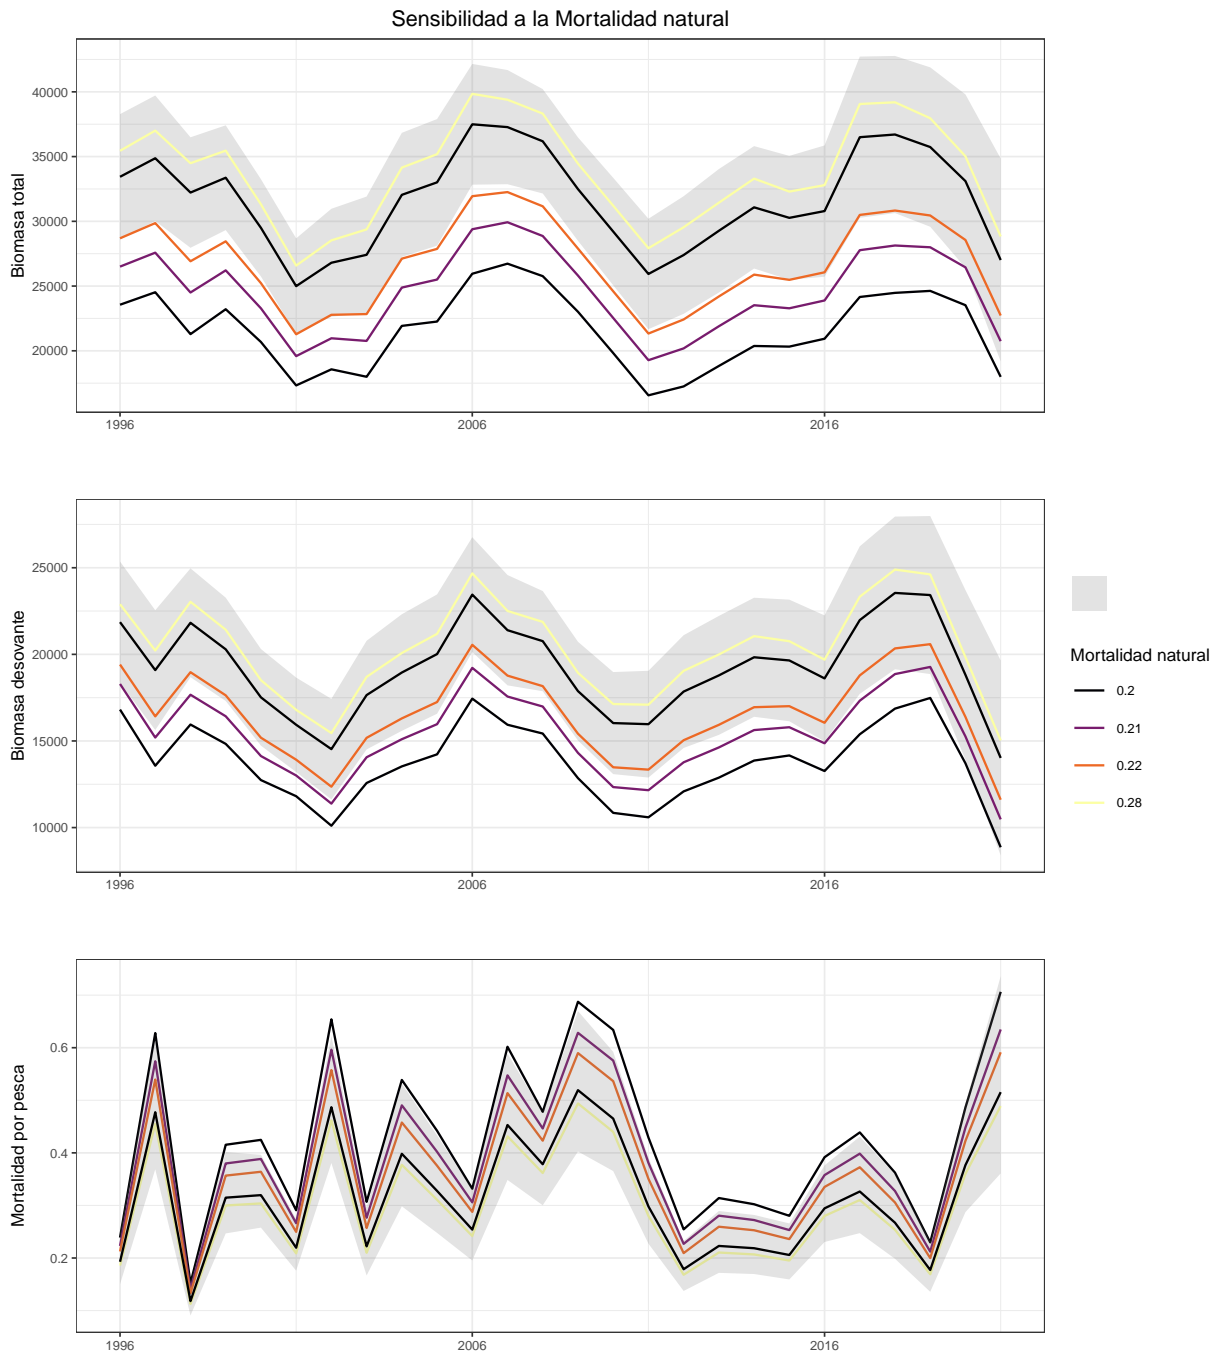 Sensibilidad a la Mortalidad natural
Biomasa total
40000
35000
30000
25000
20000
1996 2006 2016
Biomasa desovante
25000
20000
15000
10000
1996 2006 2016
Mortalidad natural
0.2
0.21
0.22
0.28
Mortalidad por pesca
0.6
0.4
0.2
1996 2006 2016